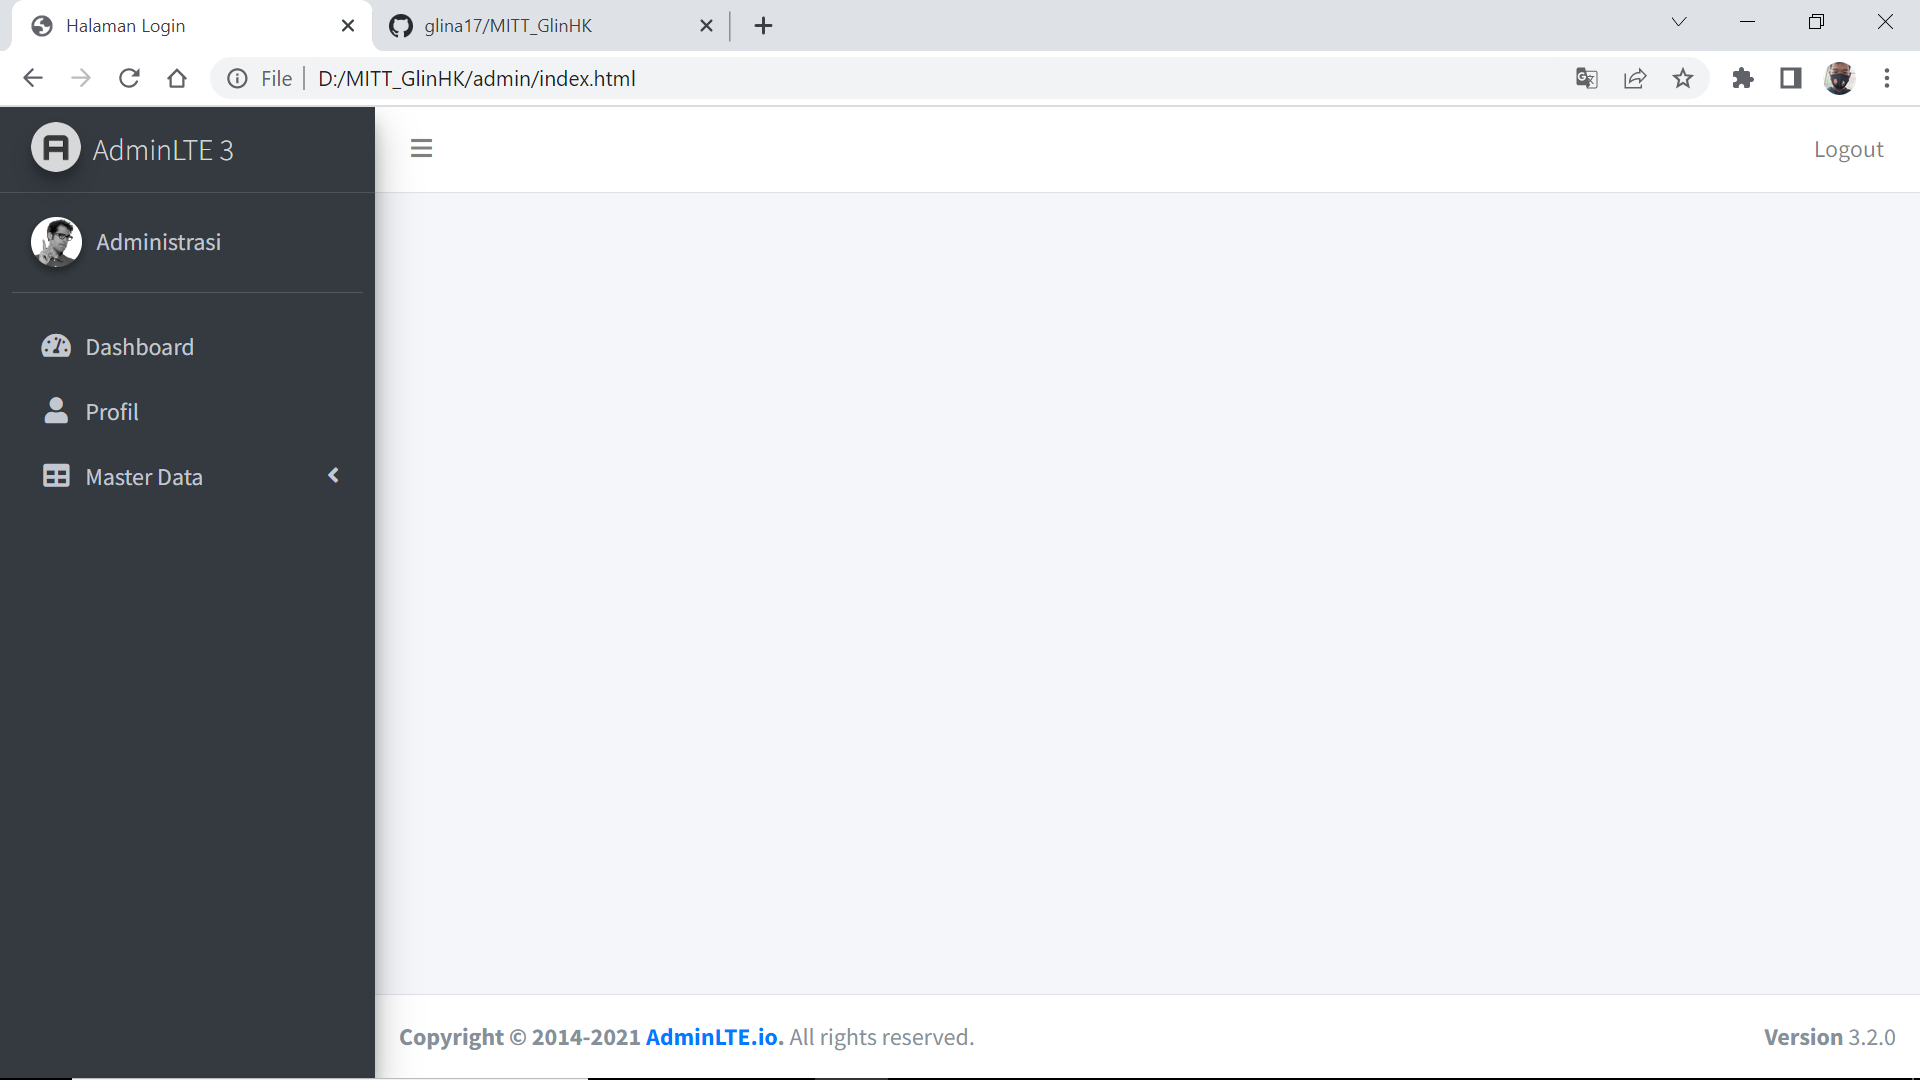 Halaman Login
glina17/MITT_GlinHK
File
D:/MITT_GlinHK/admin/index.html
AdminLTE 3
Logout
Administrasi
Dashboard
Profil
Master Data
Copyright © 2014-2021 AdminLTE.io. All rights reserved.
Version 3.2.0